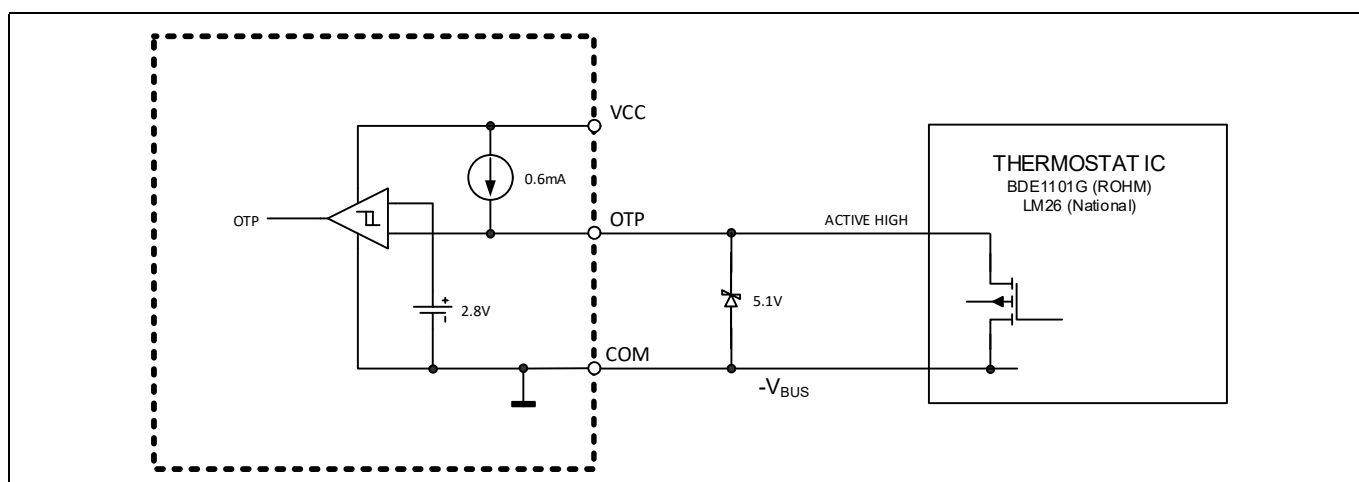 VCC
THERMOSTAT IC
BDE1101G (ROHM)
LM26 (National)
0.6mA
OTP
OTP
ACTIVE HIGH
5.1V
+
2.8V
-
COM
-VBUS